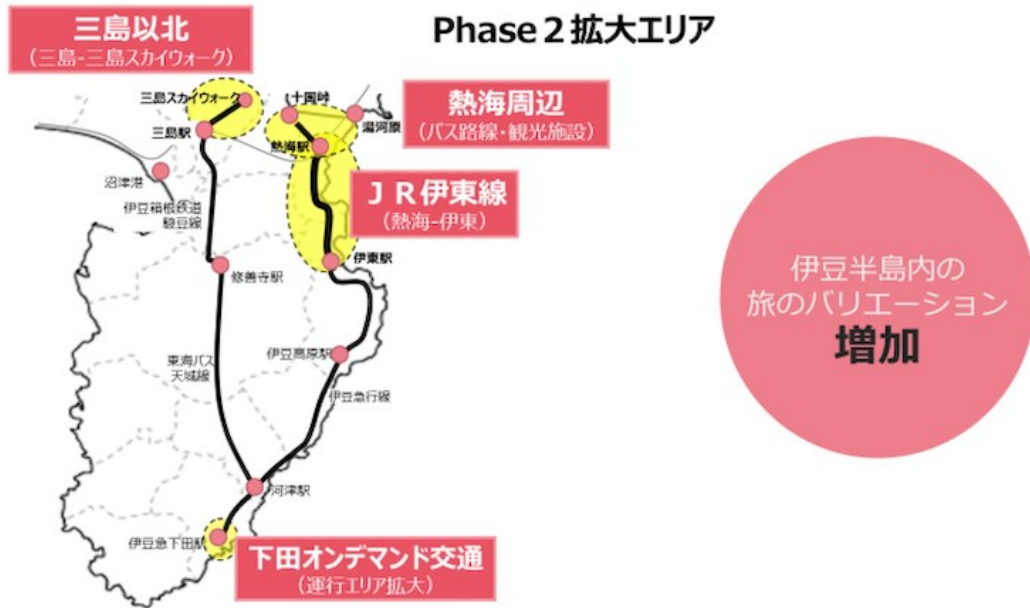 Phase 2 拡大エリア
三島以北
(三島-三島スカイウォーク)
三島スカイウォーク
三島駅
十国峠
湯河原
熱海駅
熱海周辺
(バス路線・観光施設)
JR伊東線
(熱海-伊東)
沼津港
伊豆箱根鉄道
駿豆線
修善寺駅
伊東駅
伊豆半島内の
旅のバリエーション
増加
東海バス
天城線
伊豆高原駅
伊豆急行線
河津駅
伊豆急下田駅
下田オンデマンド交通
(運行エリア拡大)